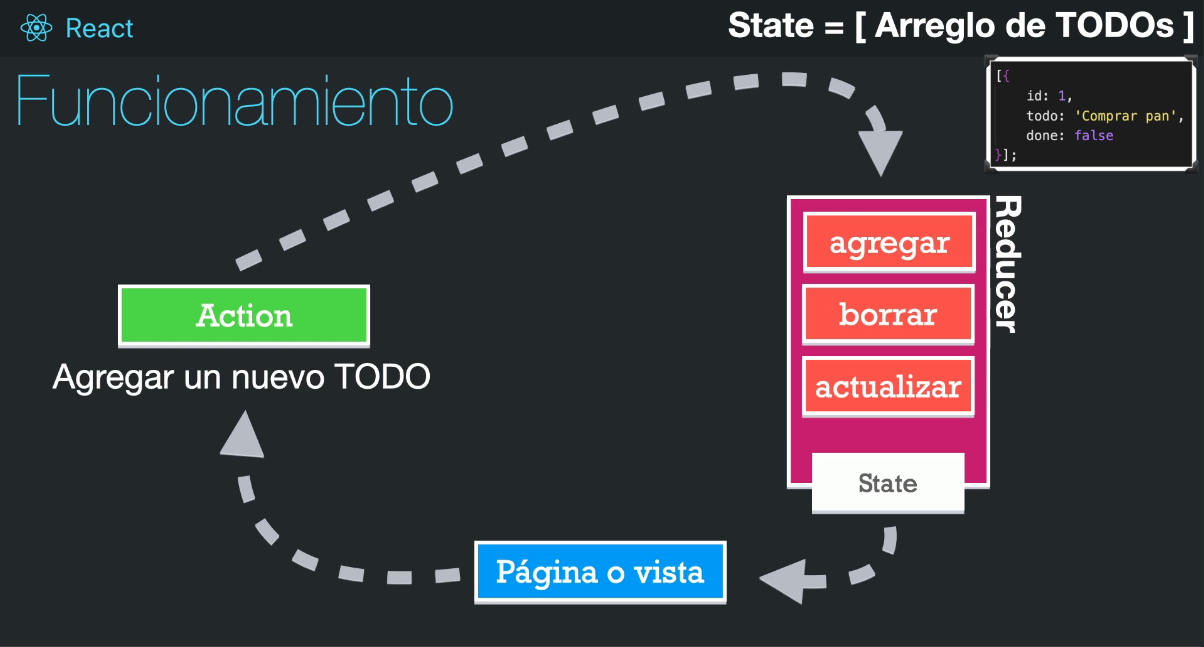 React
State = [ Arreglo de TODOs ]
Funcionamiento
[{
id: 1,
todo: 'Comprar pan',
done: false
}];
Reducer
agregar
borrar
actualizar
State
Action
Agregar un nuevo TODO
Página o vista